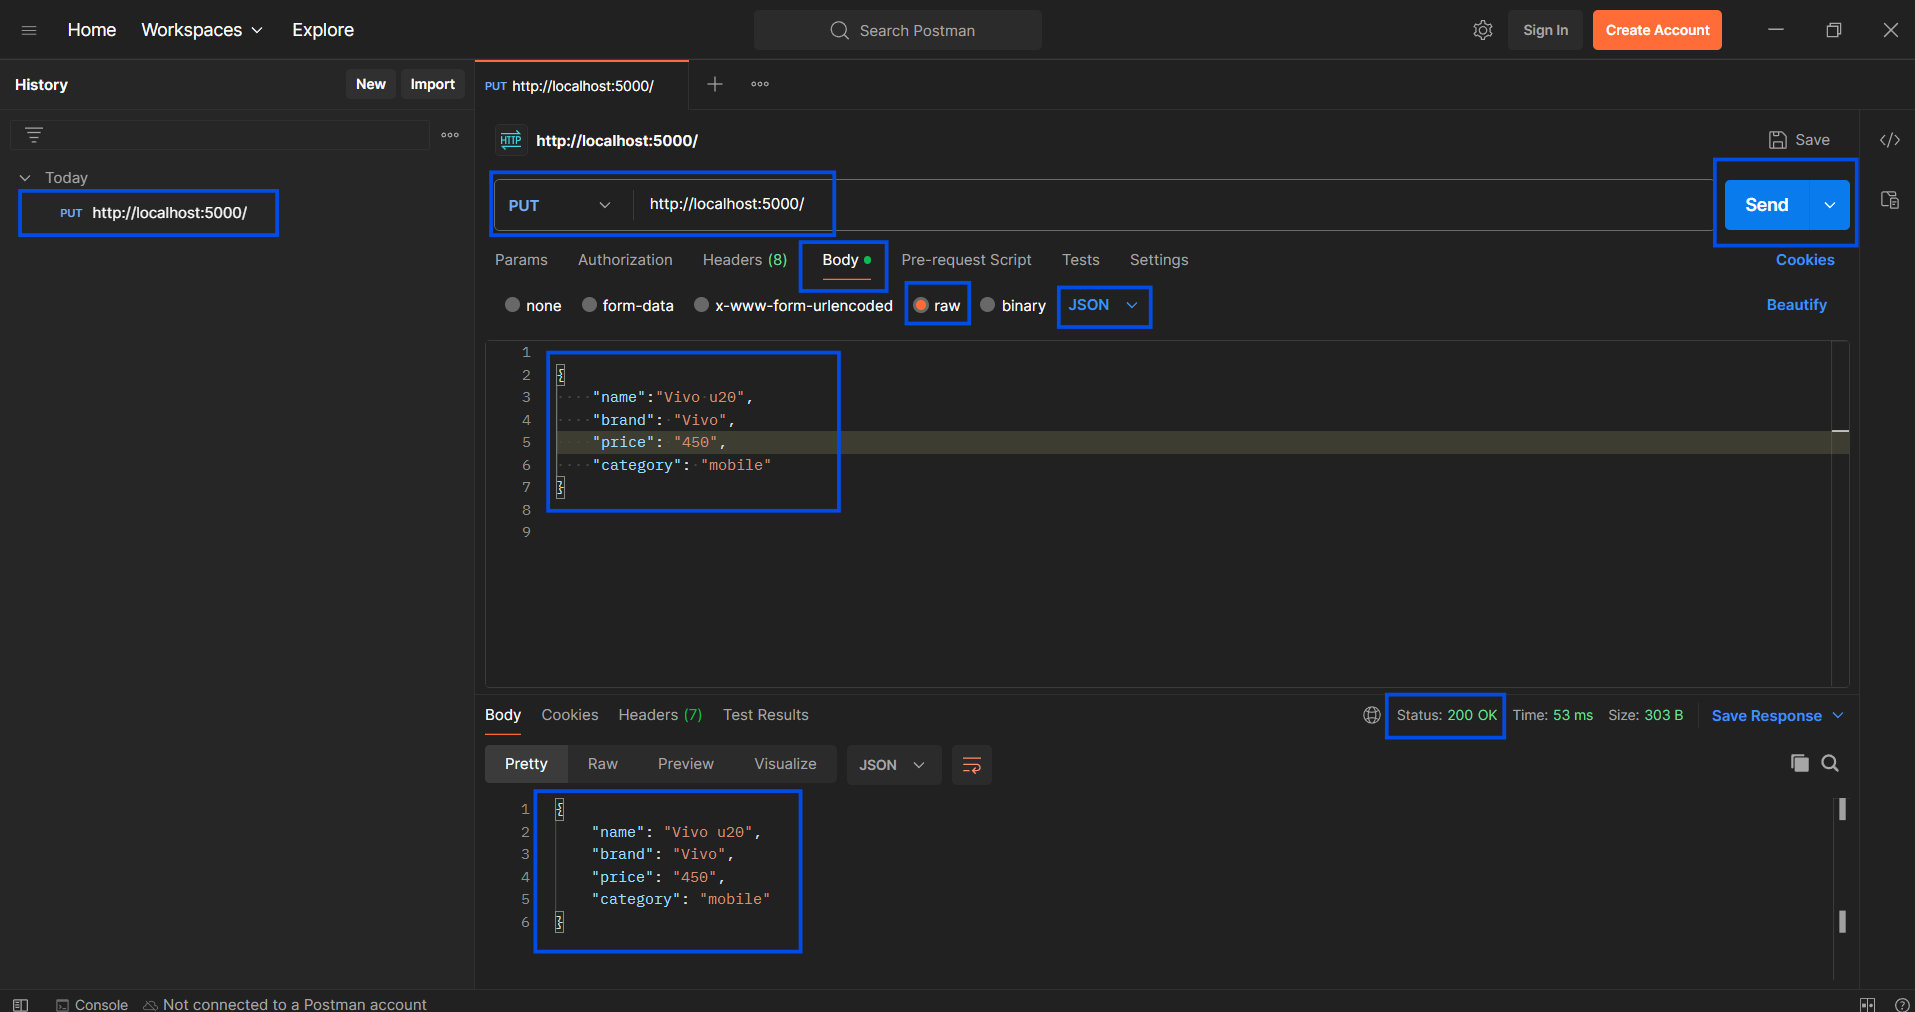 Home Workspaces Explore Search Postman Sign In Create Account
History New Import PUT http://localhost:5000/
HTTP http://localhost:5000/ Save
Today
PUT http://localhost:5000/
PUT http://localhost:5000/ Send
Params Authorization Headers (8) Body Pre-request Script Tests Settings Cookies
none form-data x-www-form-urlencoded raw binary JSON Beautify
1
2 {
3 "name":"Vivo u20",
4 "brand": "Vivo",
5 "price": "450",
6 "category": "mobile"
7 }
8
9
Body Cookies Headers (7) Test Results Status: 200 OK Time: 53 ms Size: 303 B Save Response
Pretty Raw Preview Visualize JSON
1 {
2 "name": "Vivo u20",
3 "brand": "Vivo",
4 "price": "450",
5 "category": "mobile"
6 }
Console Not connected to a Postman account